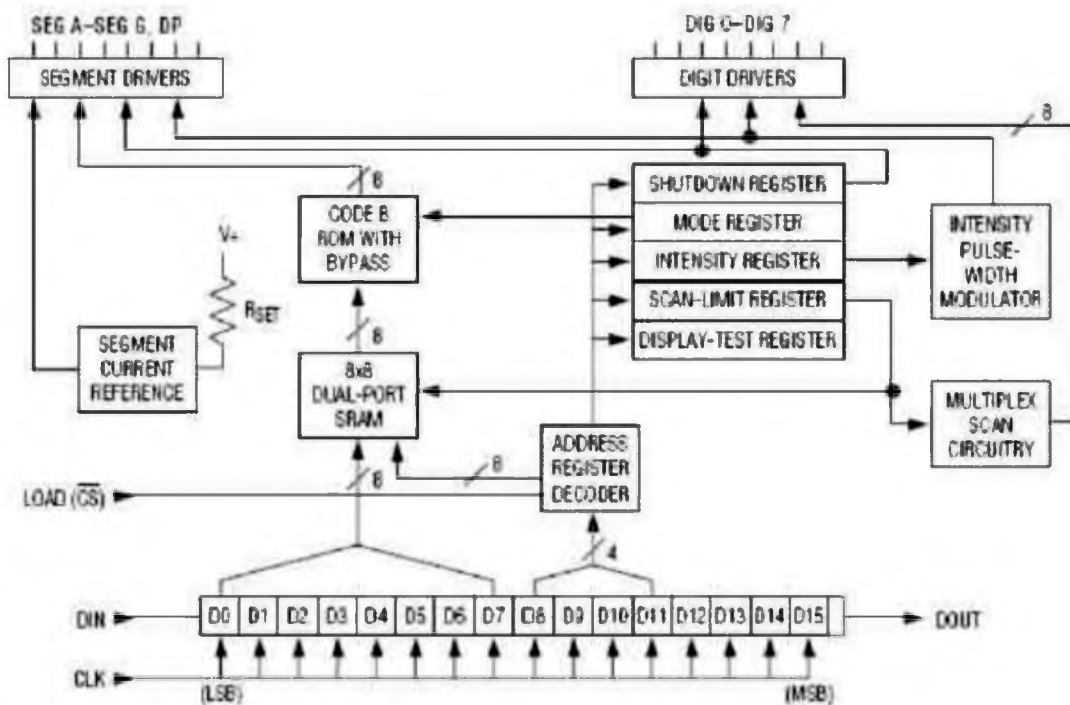 SEG A–SEG G, DP
DIG 0–DIG 7
SEGMENT DRIVERS
DIGIT DRIVERS
8
8
SHUTDOWN REGISTER
MODE REGISTER
INTENSITY REGISTER
SCAN-LIMIT REGISTER
DISPLAY-TEST REGISTER
CODE B
ROM WITH
BYPASS
INTENSITY
PULSE-
WIDTH
MODULATOR
V+
RSET
8
SEGMENT
CURRENT
REFERENCE
8x8
DUAL-PORT
SRAM
MULTIPLEX
SCAN
CIRCUITRY
ADDRESS
REGISTER
DECODER
8
8
LOAD (C̅S̅)
4
DIN
D0 D1 D2 D3 D4 D5 D6 D7 D8 D9 D10 D11 D12 D13 D14 D15
DOUT
CLK
(LSB)
(MSB)